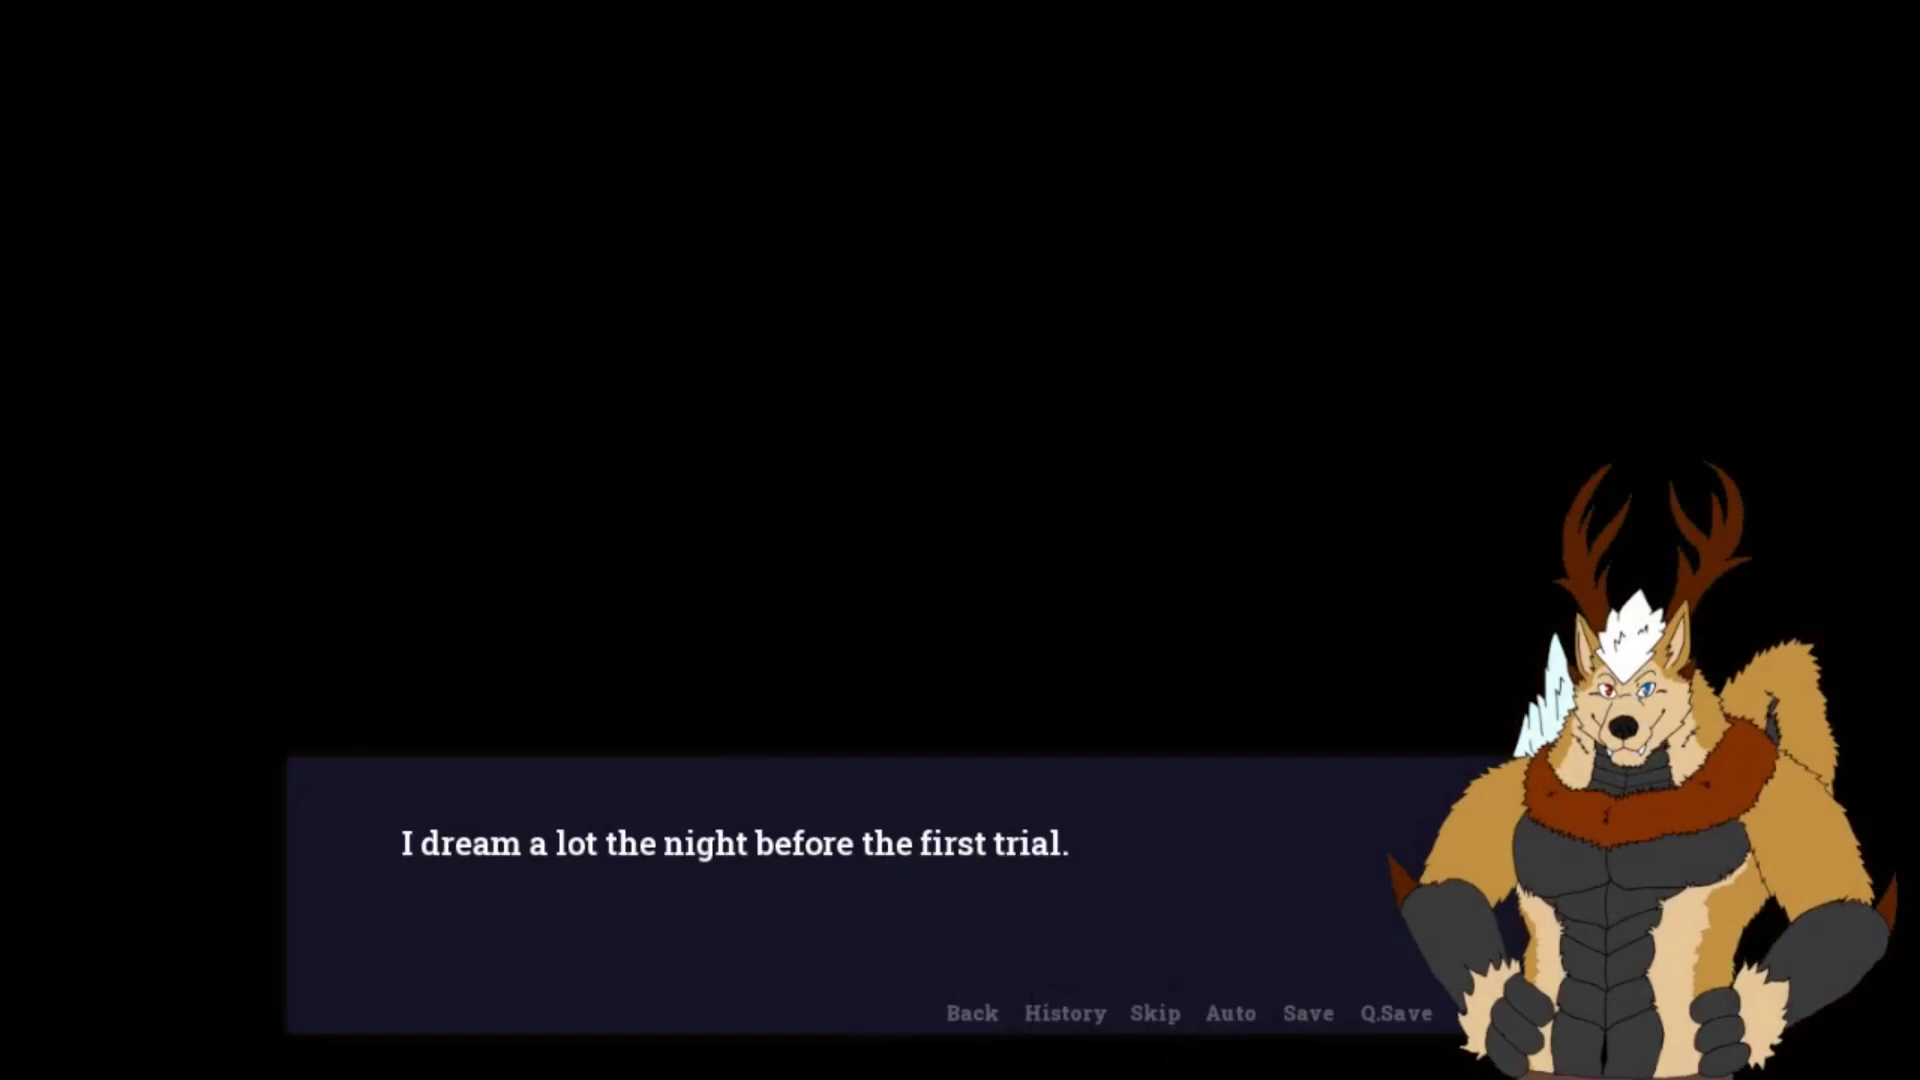 I dream a lot the night before the first trial.
Back History Skip Auto Save Q.Save